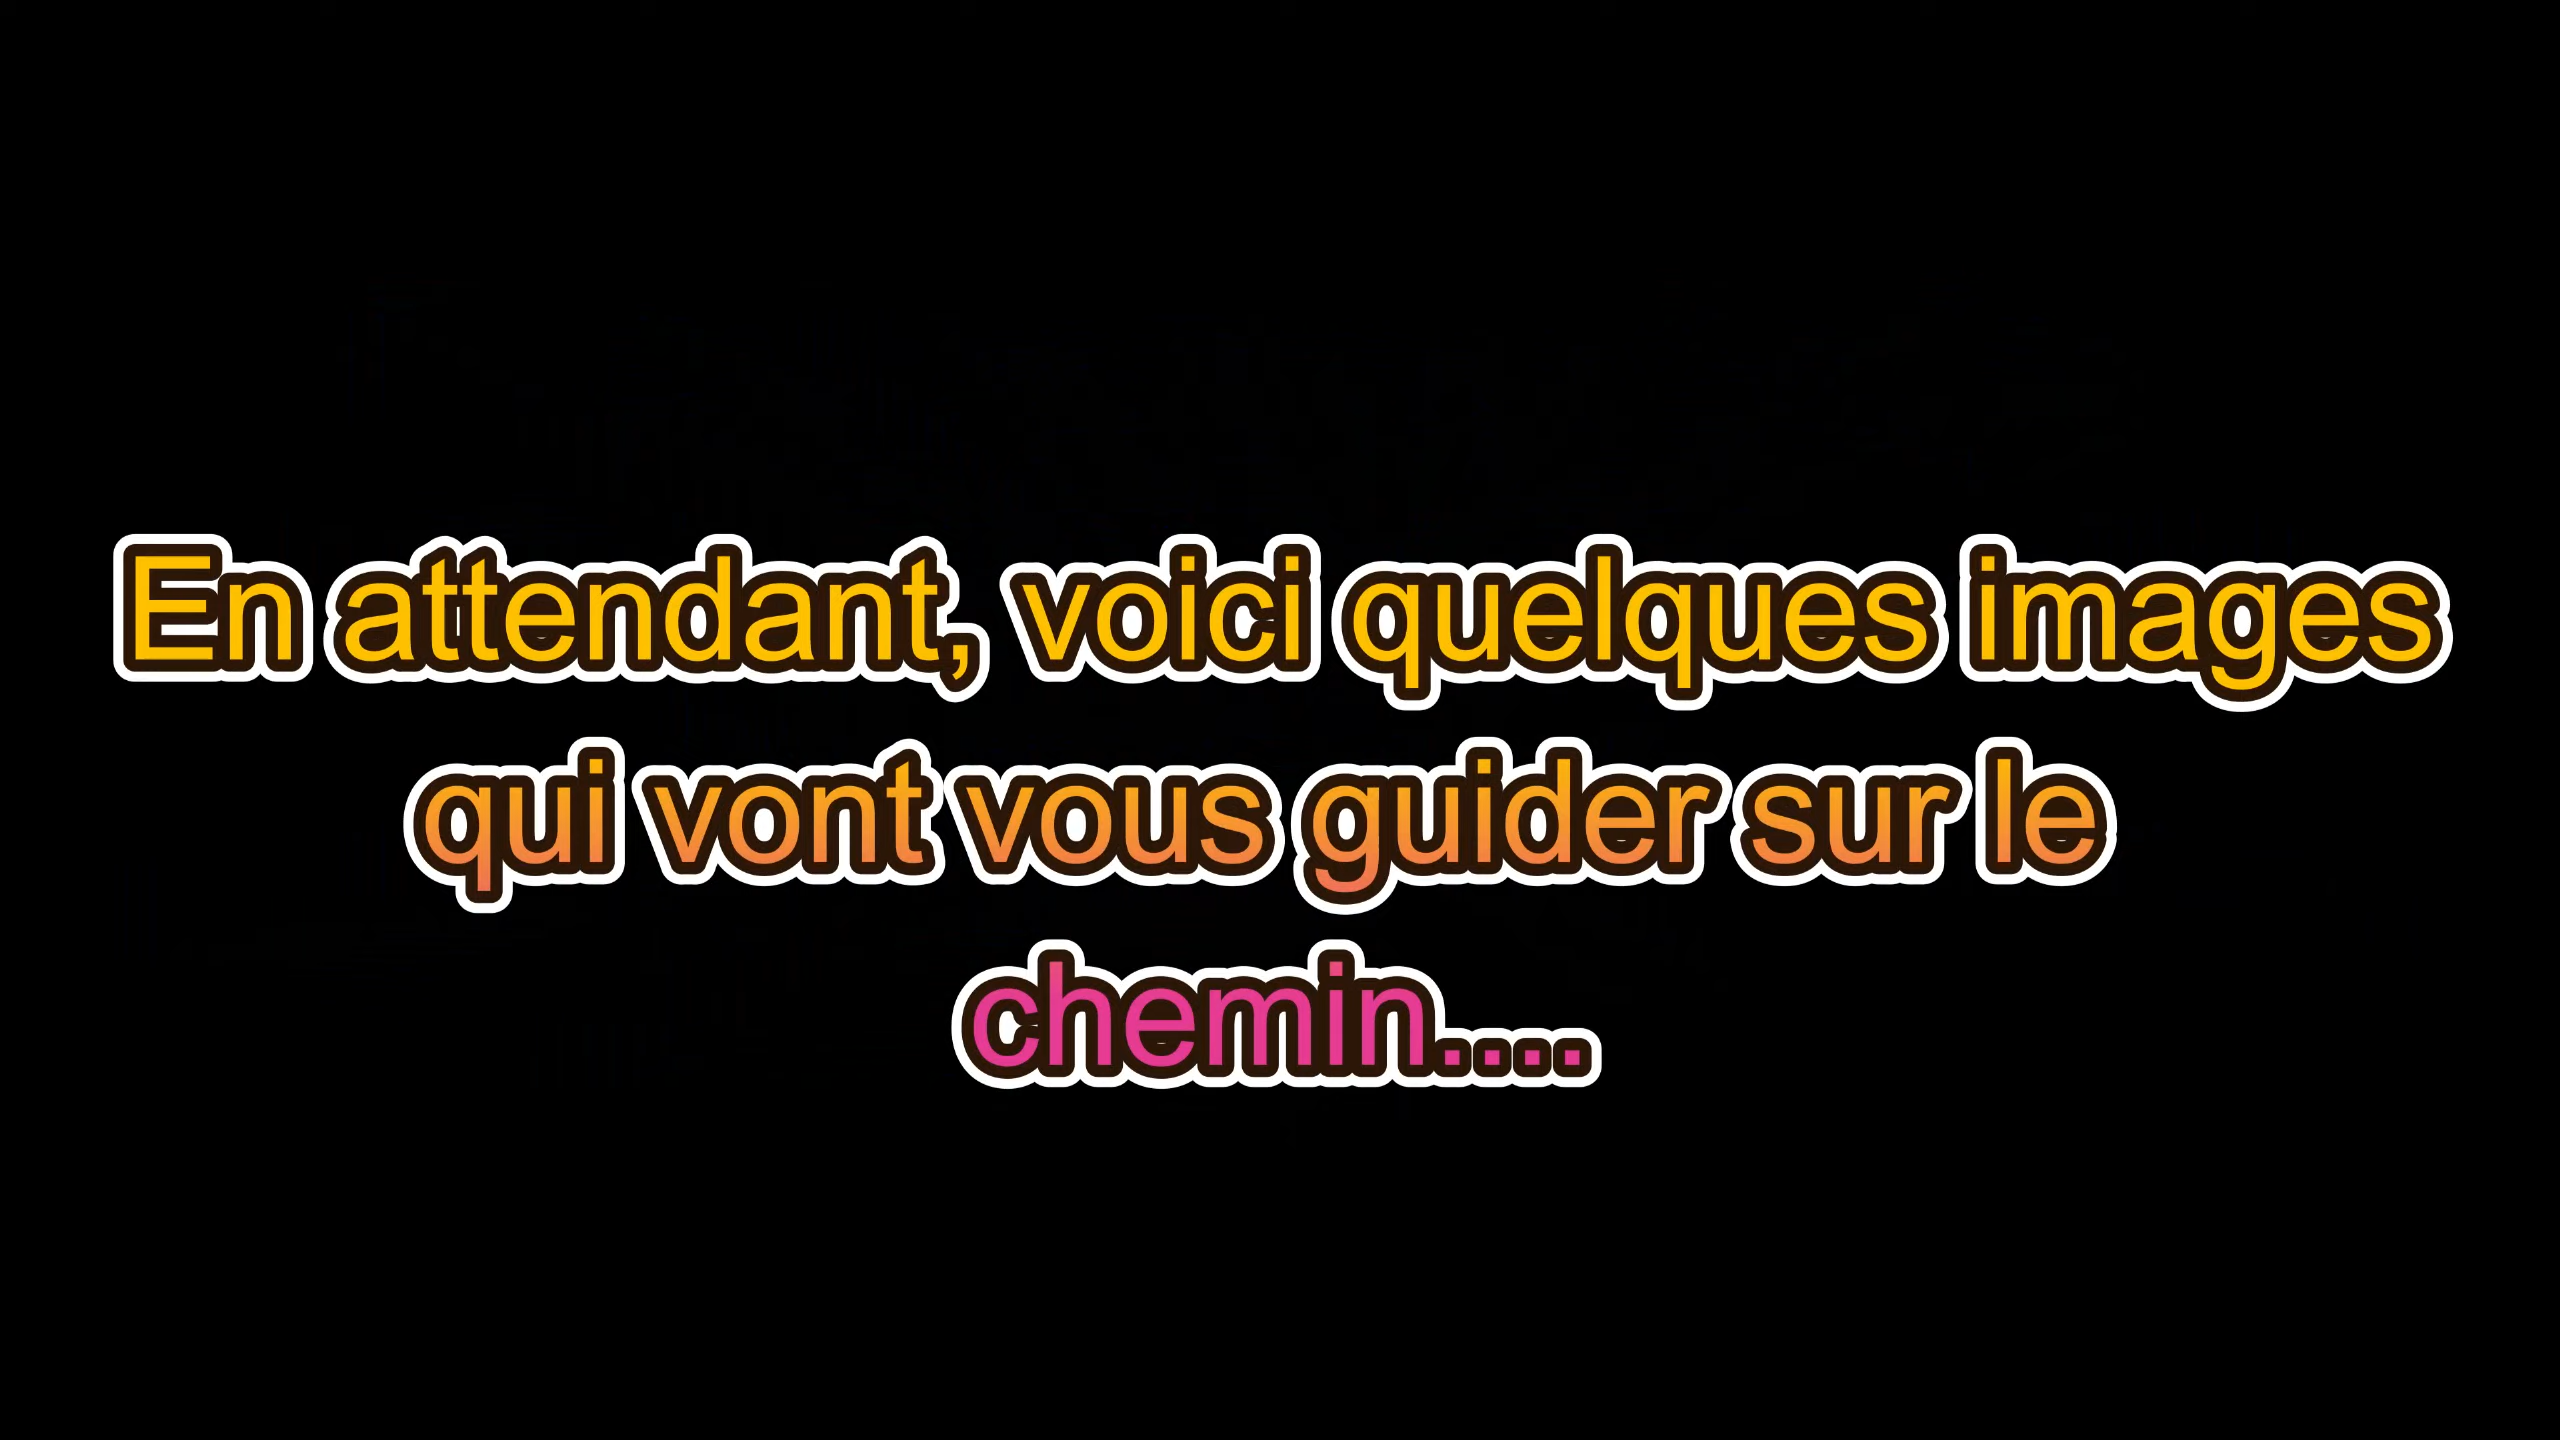 En attendant, voici quelques images
qui vont vous guider sur le
chemin....